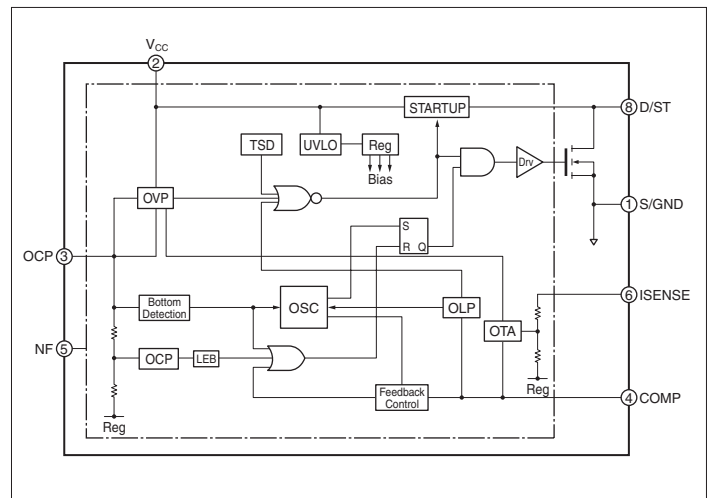 VCC
②
STARTUP
⑧ D/ST
TSD
UVLO
Reg
Bias
Drv
OVP
① S/GND
S
R Q
OCP ③
⑥ ISENSE
Bottom
Detection
OSC
OLP
OTA
NF ⑤
OCP
LEB
Reg
Feedback
Control
④ COMP
Reg